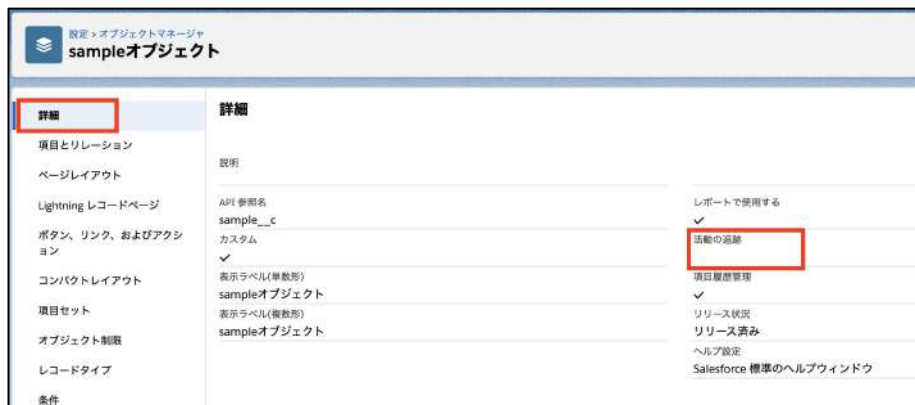 設定 > オブジェクトマネージャ
sampleオブジェクト
詳細
項目とリレーション
ページレイアウト
Lightning レコードページ
ボタン、リンク、およびアクシ
ョン
コンパクトレイアウト
項目セット
オブジェクト制限
レコードタイプ
条件
詳細
説明
API 参照名
sample__c
カスタム
✓
表示ラベル(単数形)
sampleオブジェクト
表示ラベル(複数形)
sampleオブジェクト
レポートで使用する
✓
活動の追跡
項目履歴管理
✓
リリース状況
リリース済み
ヘルプ設定
Salesforce 標準のヘルプウィンドウ